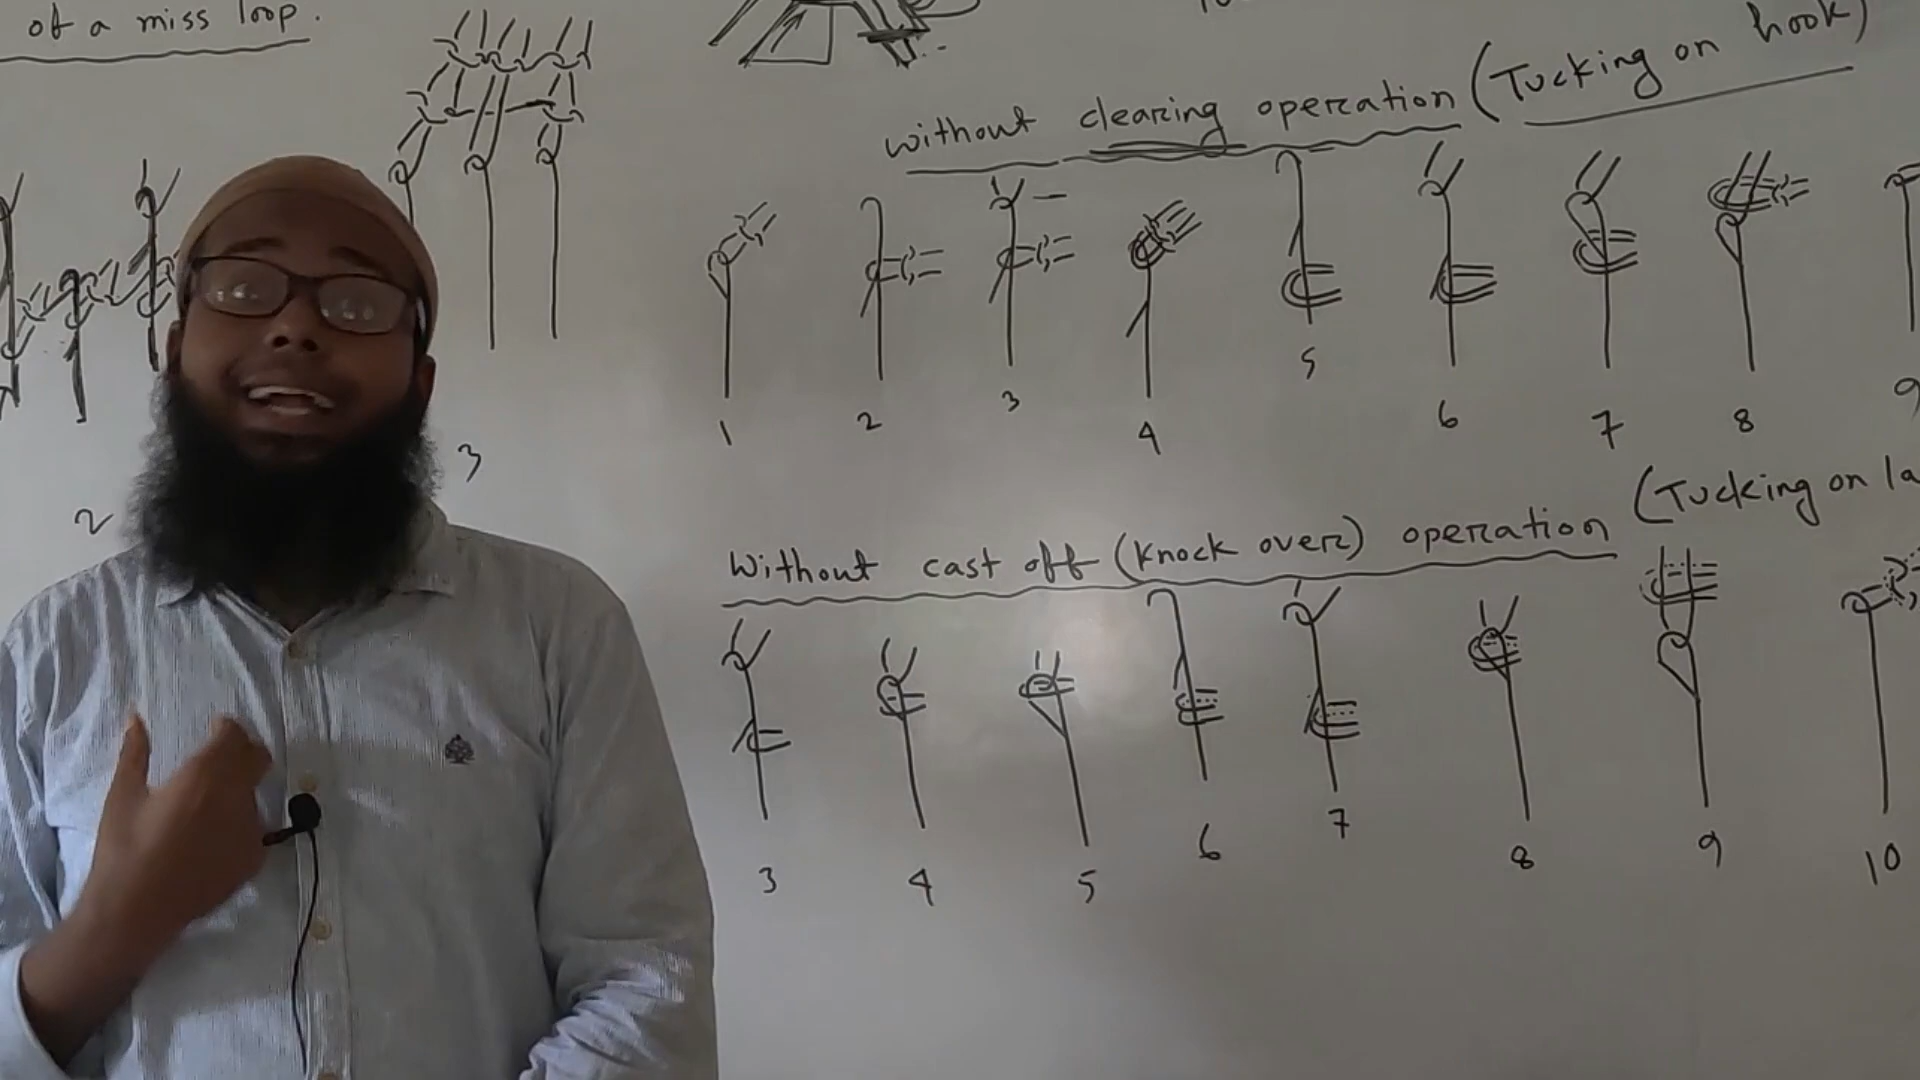 of a miss loop.
without clearing operation (Tucking on hook)
1 2 3 4 5 6 7 8 9
2 3
Without cast off (knock over) operation (Tucking on la
3 4 5 6 7 8 9 10